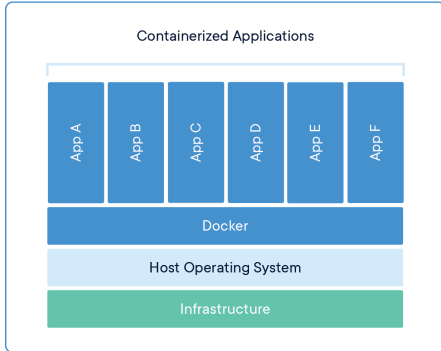 Containerized Applications
App A
App B
App C
App D
App E
App F
Docker
Host Operating System
Infrastructure